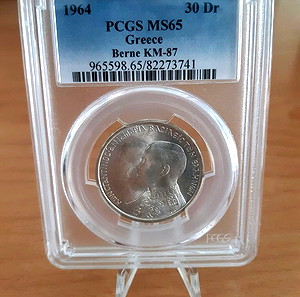 1964 30 Dr
PCGS MS65
Greece
Berne KM-87
965598.65/82273741
PCGS